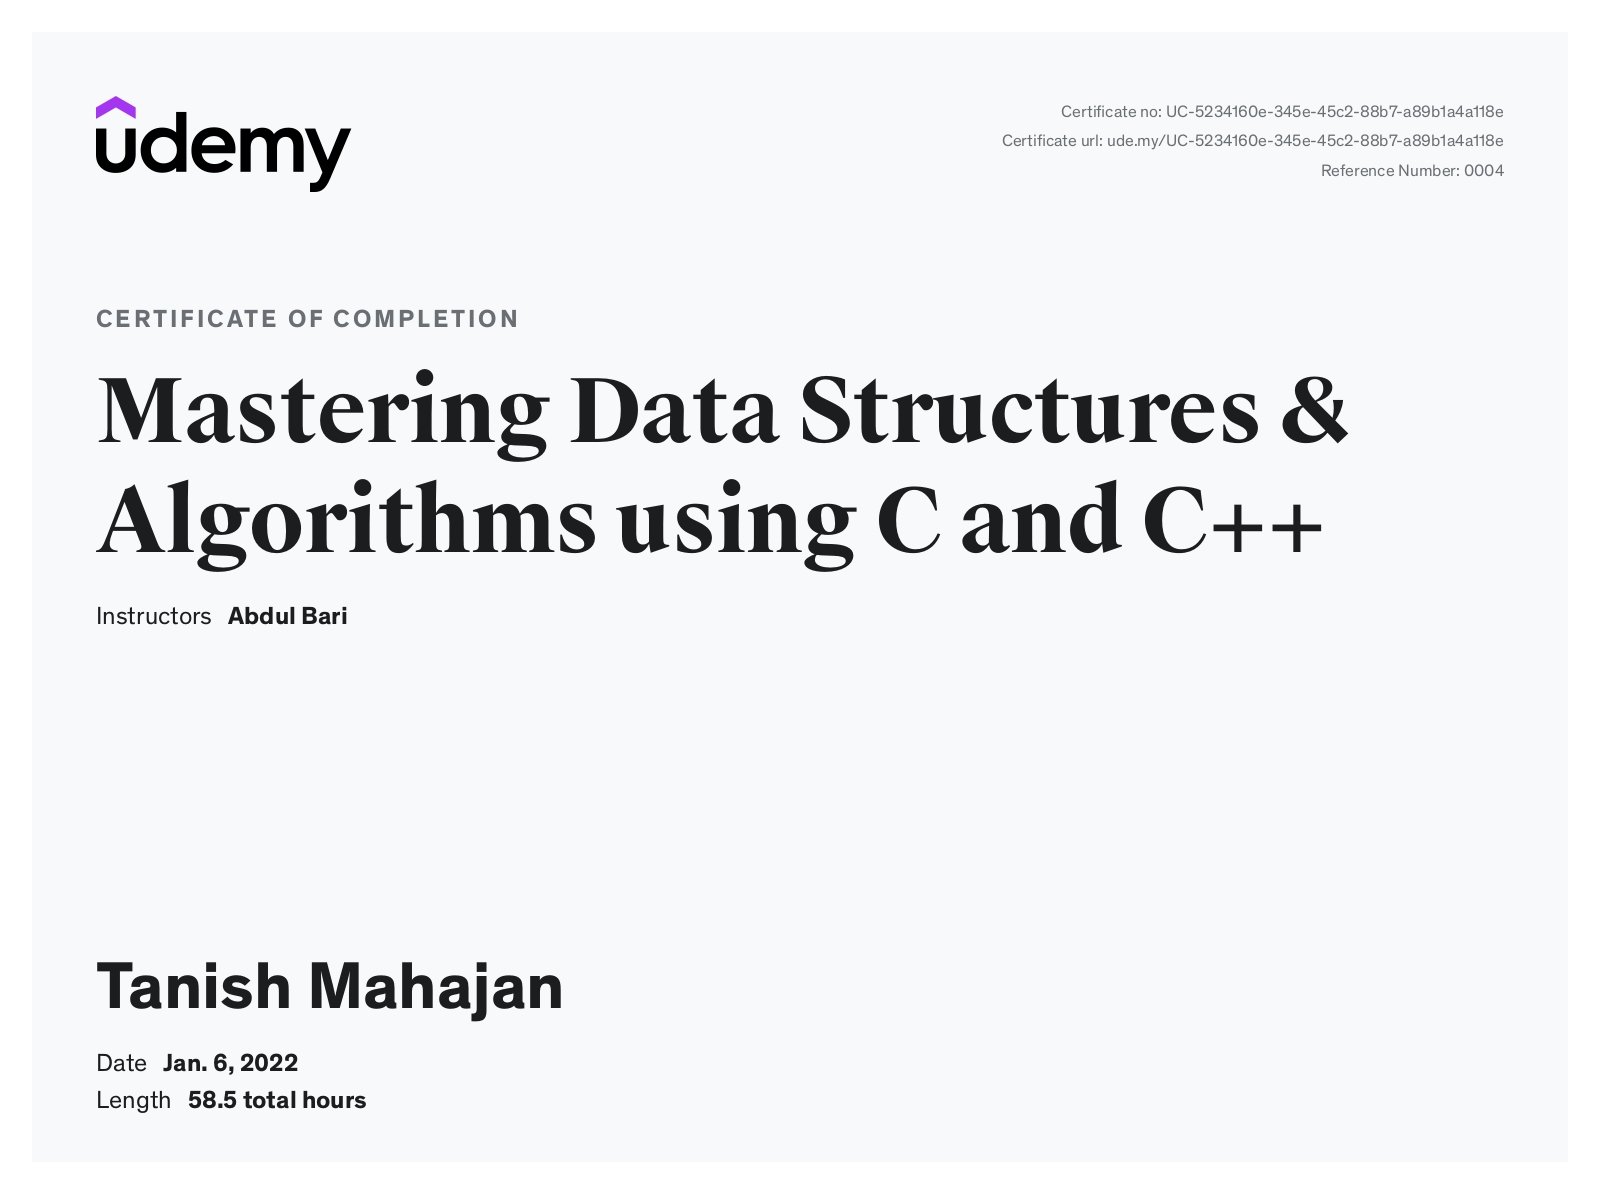 udemy
Certificate no: UC-5234160e-345e-45c2-88b7-a89b1a4a118e
Certificate url: ude.my/UC-5234160e-345e-45c2-88b7-a89b1a4a118e
Reference Number: 0004
CERTIFICATE OF COMPLETION
Mastering Data Structures &
Algorithms using C and C++
Instructors Abdul Bari
Tanish Mahajan
Date Jan. 6, 2022
Length 58.5 total hours